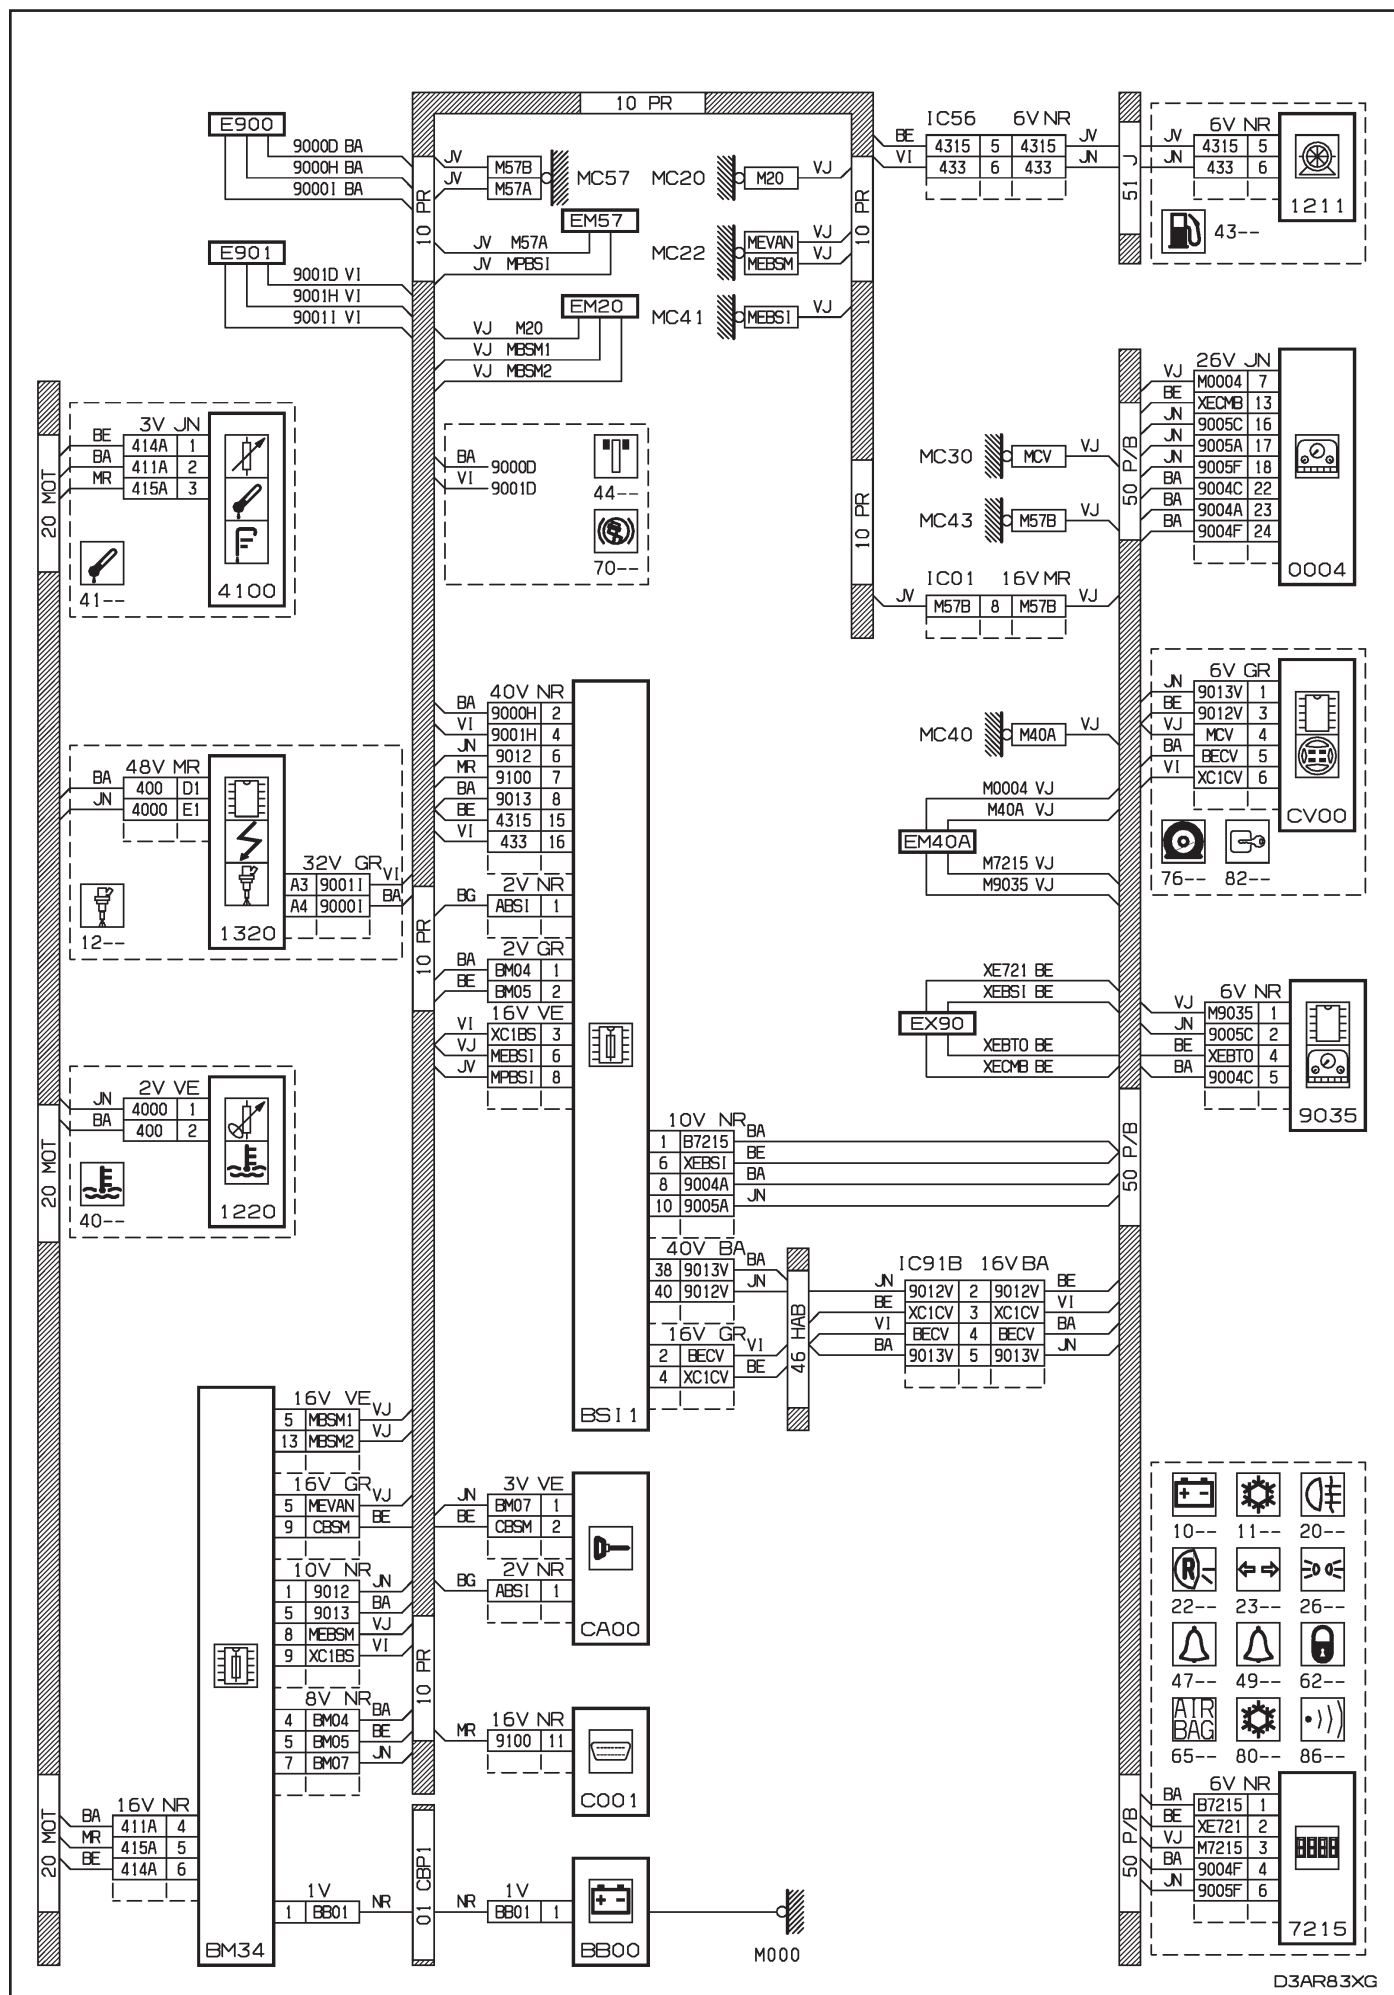 10 PR
E900
9000D BA
9000H BA
9000I BA
E901
9001D VI
9001H VI
9001I VI
10 PR
JV M57B
JV M57A
MC57
EM57
JV M57A
JV MPBSI
EM20
VJ M20
VJ MBSM1
VJ MBSM2
MC20 M20 VJ
MC22 MEVAN VJ
MEBSM VJ
MC41 MEBSI VJ
10 PR
IC56 6V NR
BE 4315 5 4315 JV
VI 433 6 433 JN
51 J
6V NR
JV 4315 5
JN 433 6
1211
43--
20 MOT
3V JN
BE 414A 1
BA 411A 2
MR 415A 3
41--
4100
BA 9000D
VI 9001D
44--
70--
10 PR
MC30 MCV VJ
MC43 M57B VJ
IC01 16V MR
JV M57B 8 M57B VJ
50 P/B
26V JN
VJ M0004 7
BE XECMB 13
JN 9005C 16
JN 9005A 17
JN 9005F 18
BA 9004C 22
BA 9004A 23
BA 9004F 24
0004
48V MR
BA 400 D1
JN 4000 E1
32V GR
A3 9001I VI
A4 9000I BA
12--
1320
10 PR
40V NR
BA 9000H 2
VI 9001H 4
JN 9012 6
MR 9100 7
BA 9013 8
BE 4315 15
VI 433 16
2V NR
BG ABSI 1
2V GR
BA BM04 1
BE BM05 2
16V VE
VI XC1BS 3
VJ MEBSI 6
JV MPBSI 8
MC40 M40A VJ
M0004 VJ
M40A VJ
EM40A
M7215 VJ
M9035 VJ
6V GR
JN 9013V 1
BE 9012V 3
VJ MCV 4
BA BECV 5
VI XC1CV 6
CV00
76-- 82--
XE721 BE
XEBSI BE
EX90
XEBTO BE
XECMB BE
6V NR
VJ M9035 1
JN 9005C 2
BE XEBTO 4
BA 9004C 5
9035
20 MOT
2V VE
JN 4000 1
BA 400 2
40--
1220
10V NR
1 B7215 BA
6 XEBSI BE
8 9004A BA
10 9005A JN
50 P/B
40V BA
38 9013V BA
40 9012V JN
16V GR
2 BECV VI
4 XC1CV BE
BSI1
46 HAB
IC91B 16V BA
JN 9012V 2 9012V BE
BE XC1CV 3 XC1CV VI
VI BECV 4 BECV BA
BA 9013V 5 9013V JN
16V VE
5 MBSM1 VJ
13 MBSM2 VJ
16V GR
5 MEVAN VJ
9 CBSM BE
10V NR
1 9012 JN
5 9013 BA
8 MEBSM VJ
9 XC1BS VI
8V NR
4 BM04 BA
5 BM05 BE
7 BM07 JN
3V VE
JN BM07 1
BE CBSM 2
2V NR
BG ABSI 1
CA00
10 PR
16V NR
MR 9100 11
C001
20 MOT
16V NR
BA 411A 4
MR 415A 5
BE 414A 6
1V
1 BB01 NR
BM34
01 CBP1
1V
NR BB01 1
BB00
M000
10-- 11-- 20--
R
22-- 23-- 26--
47-- 49-- 62--
AIR BAG
65-- 80-- 86--
50 P/B
6V NR
BA B7215 1
BE XE721 2
VJ M7215 3
BA 9004F 4
JN 9005F 6
7215
D3AR83XG